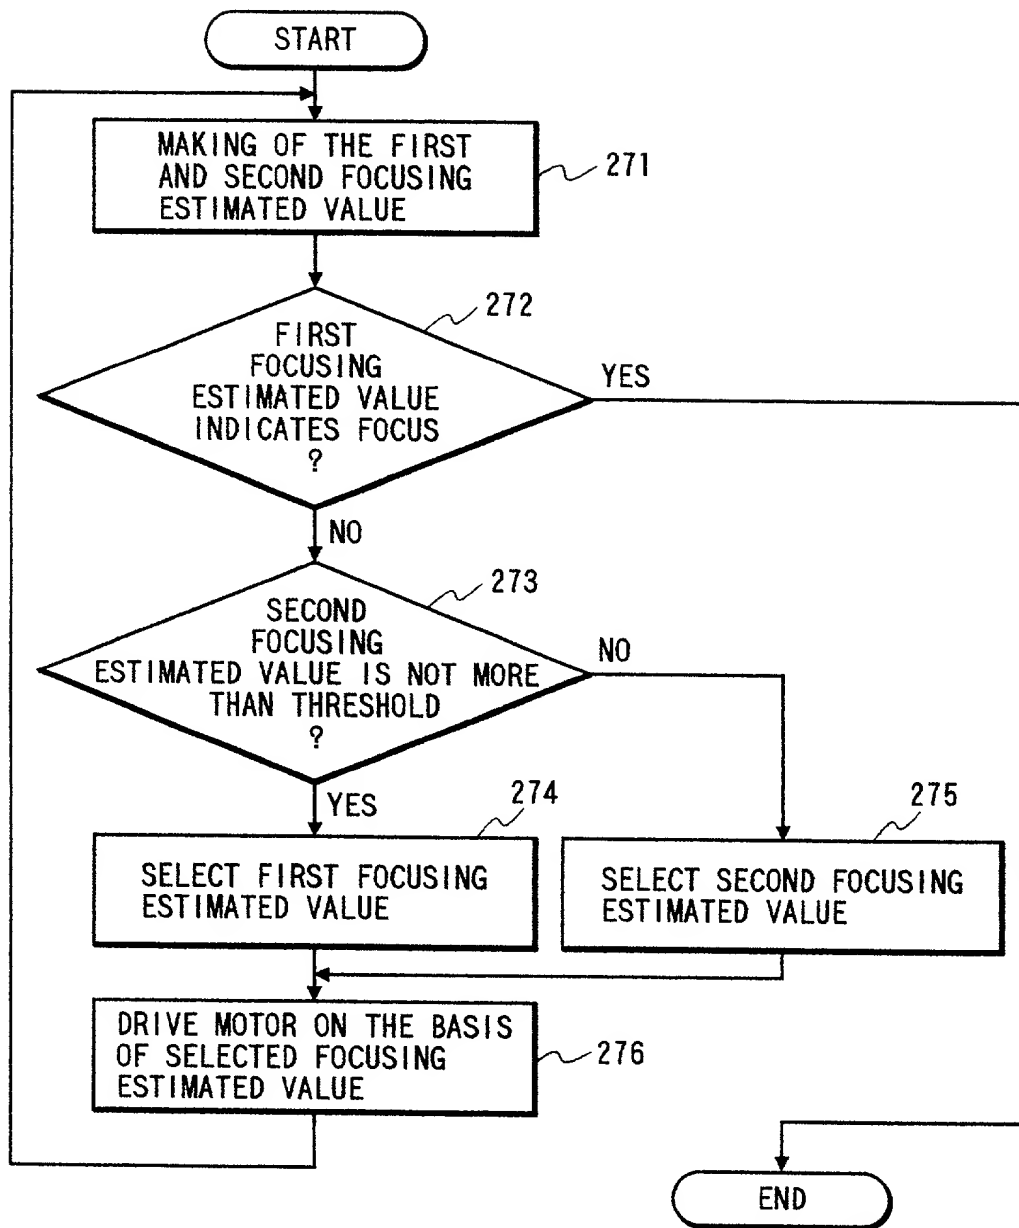 START
MAKING OF THE FIRST
AND SECOND FOCUSING
ESTIMATED VALUE
271
272
FIRST
FOCUSING
ESTIMATED VALUE
INDICATES FOCUS
?
YES
NO
273
SECOND
FOCUSING
ESTIMATED VALUE IS NOT MORE
THAN THRESHOLD
?
NO
YES
274
275
SELECT FIRST FOCUSING
ESTIMATED VALUE
SELECT SECOND FOCUSING
ESTIMATED VALUE
DRIVE MOTOR ON THE BASIS
OF SELECTED FOCUSING
ESTIMATED VALUE
276
END